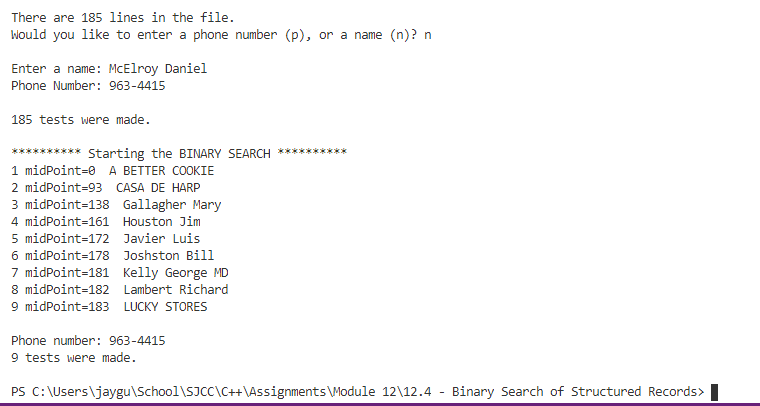 There are 185 lines in the file.
Would you like to enter a phone number (p), or a name (n)? n
Enter a name: McElroy Daniel
Phone Number: 963-4415
185 tests were made.
********** Starting the BINARY SEARCH **********
1 midPoint=0  A BETTER COOKIE
2 midPoint=93  CASA DE HARP
3 midPoint=138  Gallagher Mary
4 midPoint=161  Houston Jim
5 midPoint=172  Javier Luis
6 midPoint=178  Joshston Bill
7 midPoint=181  Kelly George MD
8 midPoint=182  Lambert Richard
9 midPoint=183  LUCKY STORES
Phone number: 963-4415
9 tests were made.
PS C:\Users\jaygu\School\SJCC\C++\Assignments\Module 12\12.4 - Binary Search of Structured Records>